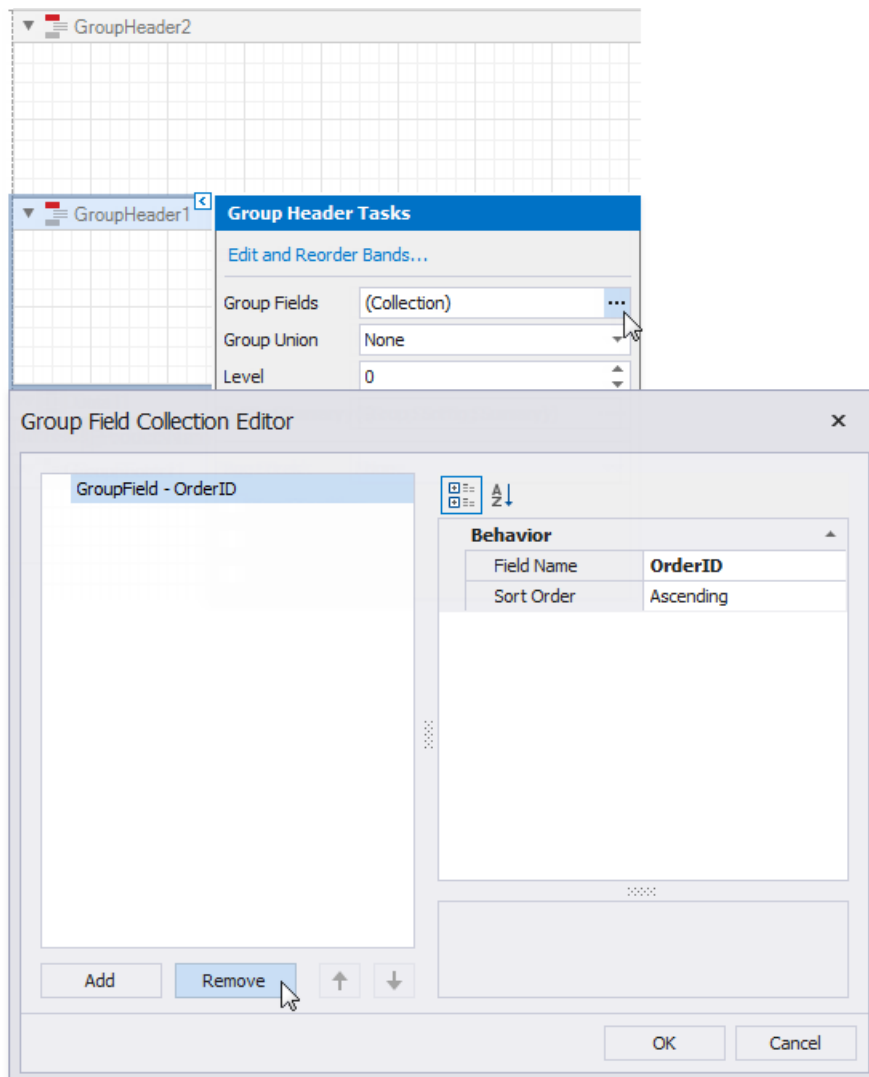 GroupHeader2
GroupHeader1
Group Header Tasks
Edit and Reorder Bands...
Group Fields (Collection) ...
Group Union None
Level 0
Group Field Collection Editor
GroupField - OrderID
Behavior
Field Name OrderID
Sort Order Ascending
Add Remove
OK Cancel